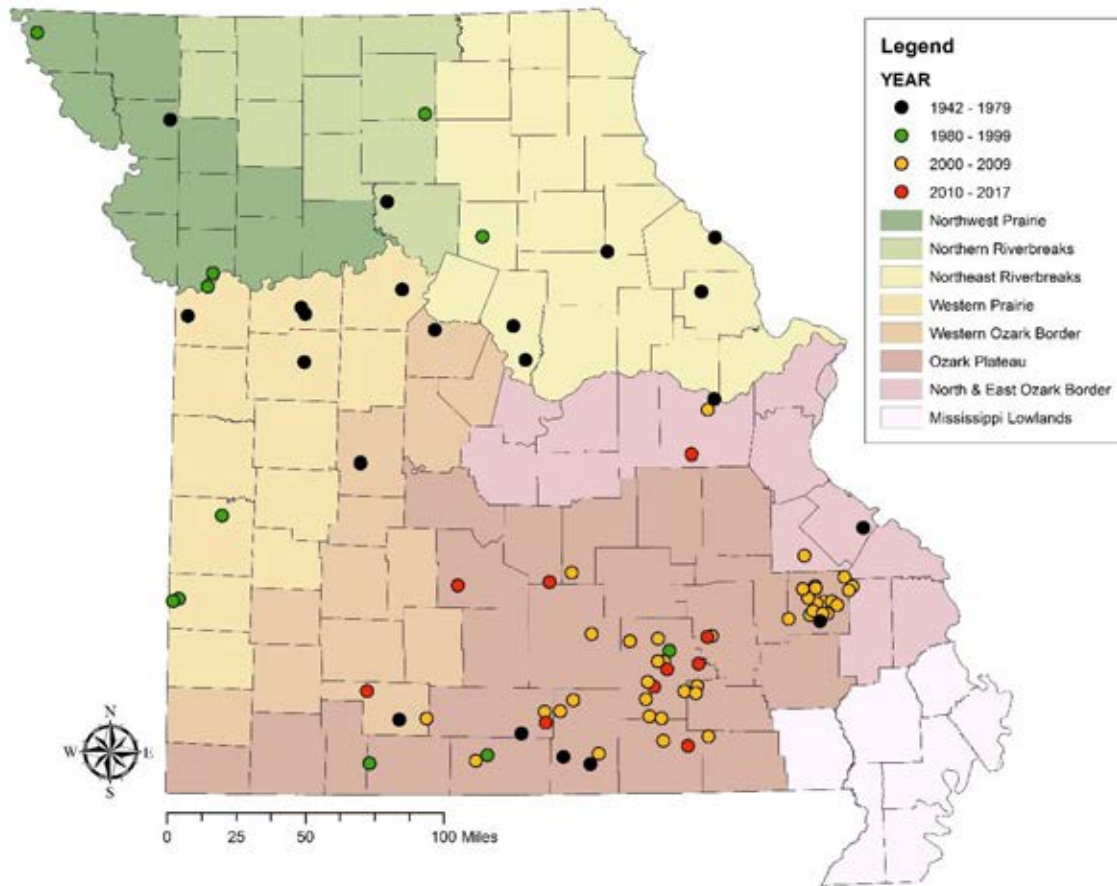 Legend
YEAR
1942 - 1979
1980 - 1999
2000 - 2009
2010 - 2017
Northwest Prairie
Northern Riverbreaks
Northeast Riverbreaks
Western Prairie
Western Ozark Border
Ozark Plateau
North & East Ozark Border
Mississippi Lowlands
N
W E
S
0 25 50 100 Miles